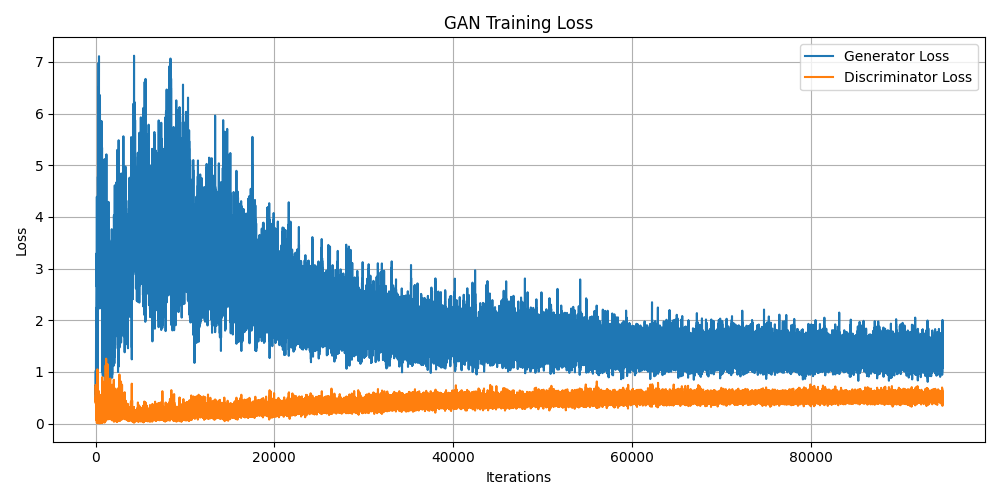 GAN Training Loss
Generator Loss
Discriminator Loss
7
6
5
4
3
2
1
0
Loss
0 20000 40000 60000 80000
Iterations